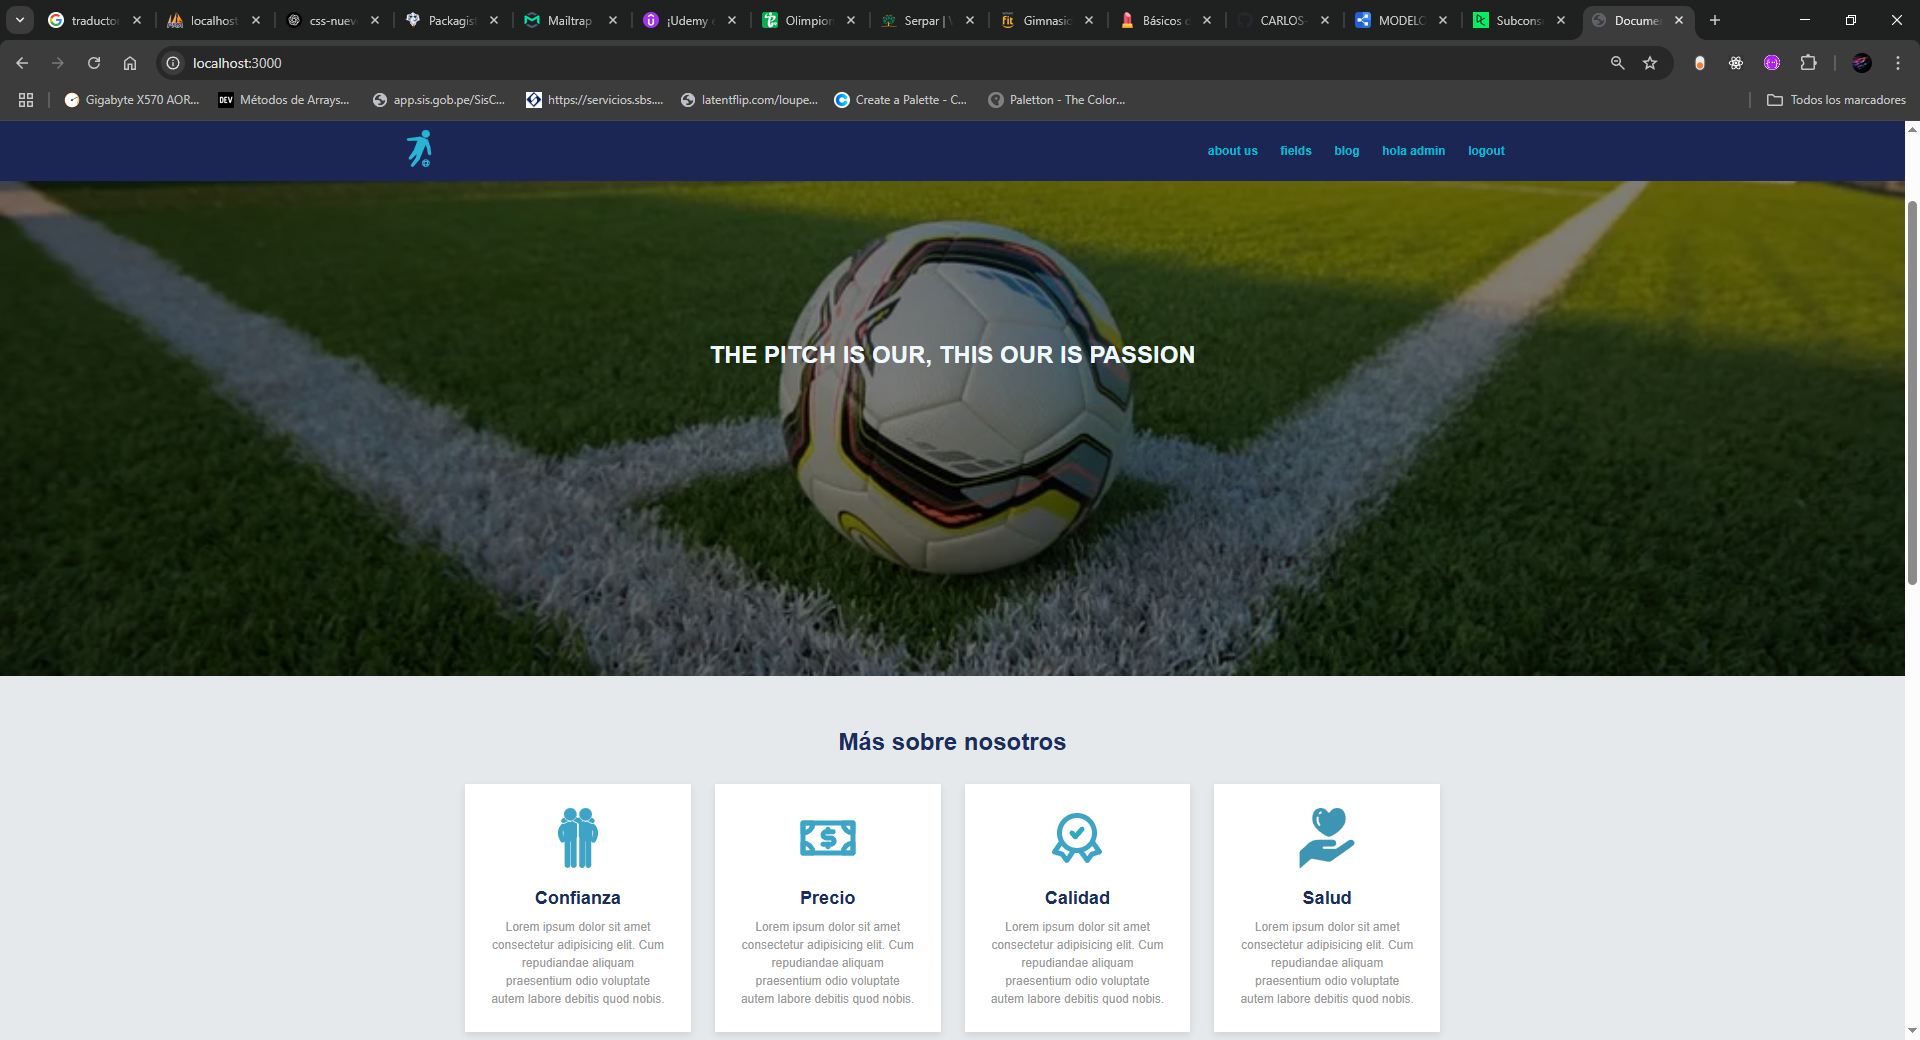 traductor
localhost
css-nuev
Packagis
Mailtrap
¡Udemy
Olimpion
Serpar |
Gimnasio
Básicos
CARLOS-
MODELO
Subcons
Docume
localhost:3000
Gigabyte X570 AOR...
DEV
Métodos de Arrays...
app.sis.gob.pe/SisC...
https://servicios.sbs....
latentflip.com/loupe...
Create a Palette - C...
Paletton - The Color...
Todos los marcadores
about us
fields
blog
hola admin
logout
THE PITCH IS OUR, THIS OUR IS PASSION
Más sobre nosotros
Confianza
Lorem ipsum dolor sit amet
consectetur adipisicing elit. Cum
repudiandae aliquam
praesentium odio voluptate
autem labore debitis quod nobis.
Precio
Lorem ipsum dolor sit amet
consectetur adipisicing elit. Cum
repudiandae aliquam
praesentium odio voluptate
autem labore debitis quod nobis.
Calidad
Lorem ipsum dolor sit amet
consectetur adipisicing elit. Cum
repudiandae aliquam
praesentium odio voluptate
autem labore debitis quod nobis.
Salud
Lorem ipsum dolor sit amet
consectetur adipisicing elit. Cum
repudiandae aliquam
praesentium odio voluptate
autem labore debitis quod nobis.